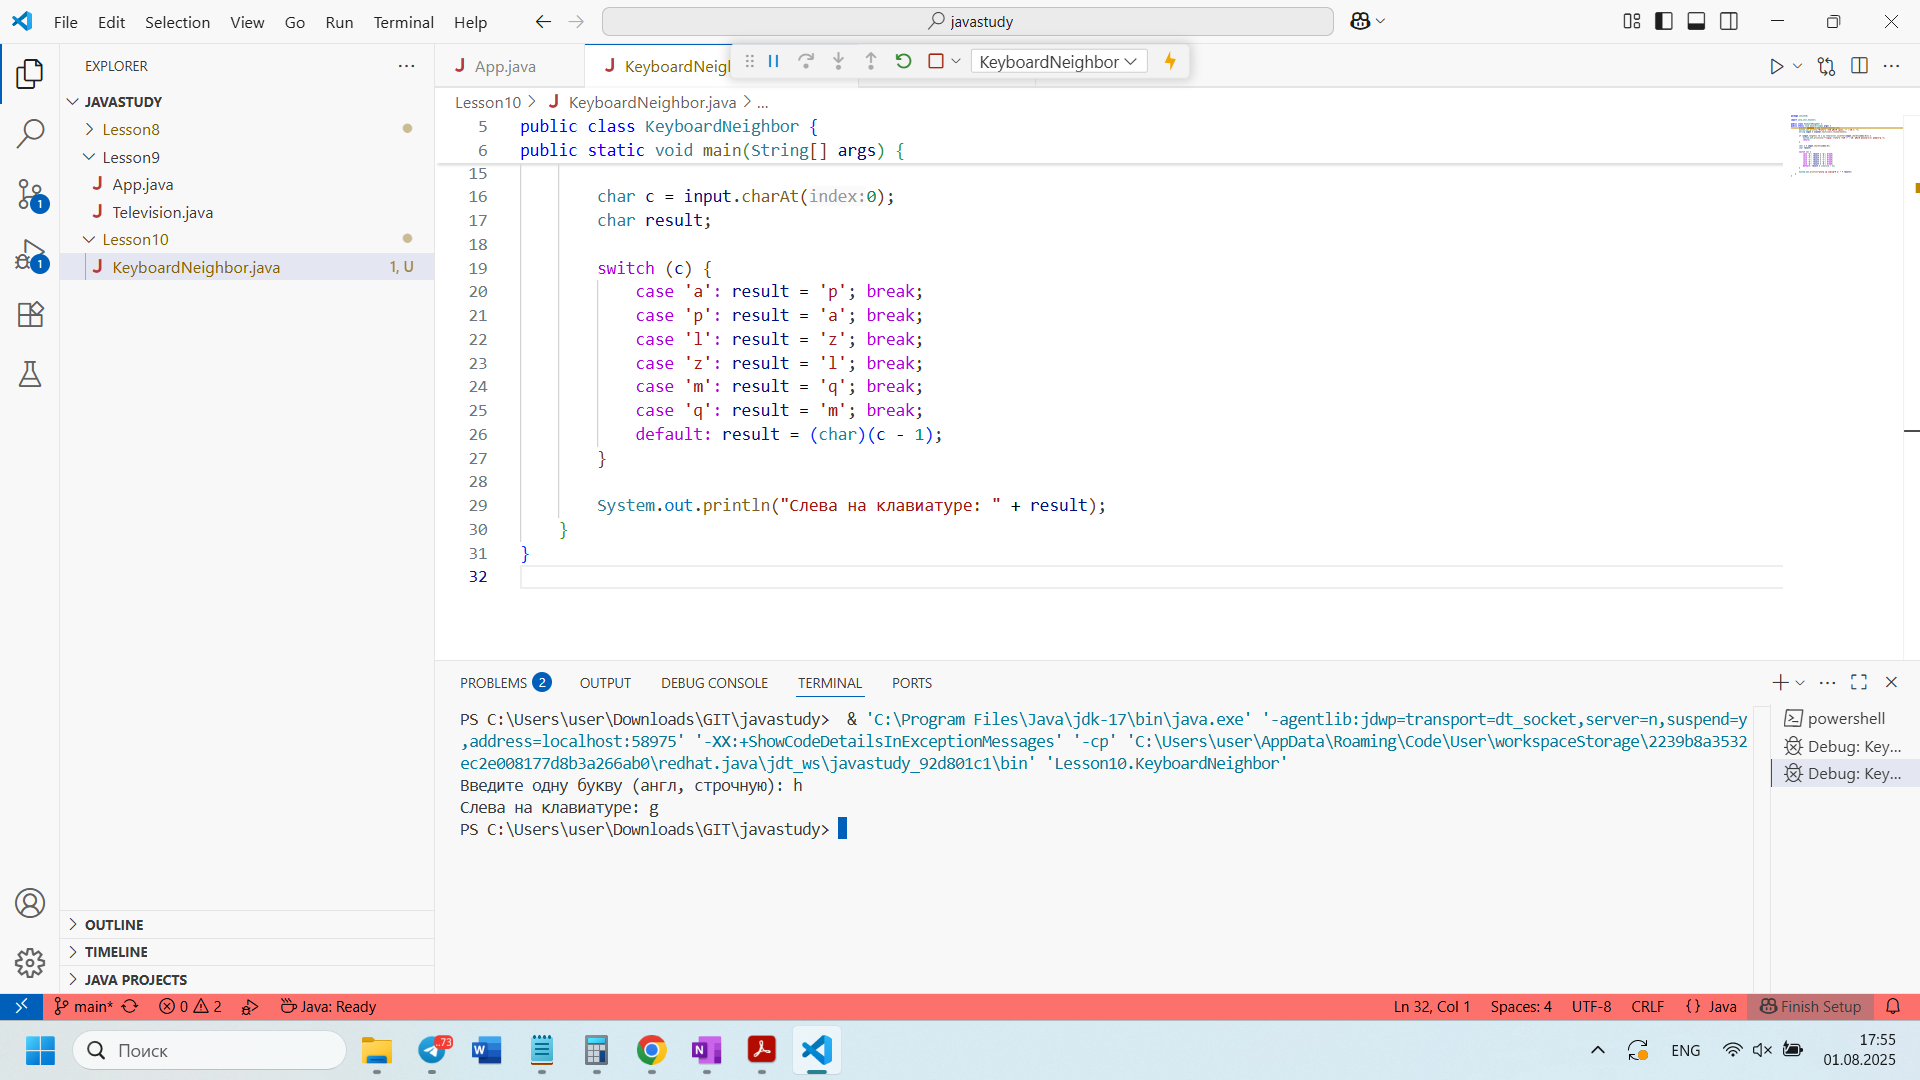 File Edit Selection View Go Run Terminal Help
javastudy
EXPLORER
JAVASTUDY
Lesson8
Lesson9
App.java
Television.java
Lesson10
KeyboardNeighbor.java 1, U
OUTLINE
TIMELINE
JAVA PROJECTS
1
1
App.java
KeyboardNeig
KeyboardNeighbor
Lesson10 > KeyboardNeighbor.java > ...
5 public class KeyboardNeighbor {
6 public static void main(String[] args) {
15
16 char c = input.charAt(index:0);
17 char result;
18
19 switch (c) {
20 case 'a': result = 'p'; break;
21 case 'p': result = 'a'; break;
22 case 'l': result = 'z'; break;
23 case 'z': result = 'l'; break;
24 case 'm': result = 'q'; break;
25 case 'q': result = 'm'; break;
26 default: result = (char)(c - 1);
27 }
28
29 System.out.println("Слева на клавиатуре: " + result);
30 }
31 }
32
PROBLEMS 2 OUTPUT DEBUG CONSOLE TERMINAL PORTS
PS C:\Users\user\Downloads\GIT\javastudy> & 'C:\Program Files\Java\jdk-17\bin\java.exe' '-agentlib:jdwp=transport=dt_socket,server=n,suspend=y
,address=localhost:58975' '-XX:+ShowCodeDetailsInExceptionMessages' '-cp' 'C:\Users\user\AppData\Roaming\Code\User\workspaceStorage\2239b8a3532
ec2e008177d8b3a266ab0\redhat.java\jdt_ws\javastudy_92d801c1\bin' 'Lesson10.KeyboardNeighbor'
Введите одну букву (англ, строчную): h
Слева на клавиатуре: g
PS C:\Users\user\Downloads\GIT\javastudy>
powershell
Debug: Key...
Debug: Key...
main* 0 2 Java: Ready
Ln 32, Col 1 Spaces: 4 UTF-8 CRLF {} Java Finish Setup
Поиск
..73
ENG
17:55
01.08.2025